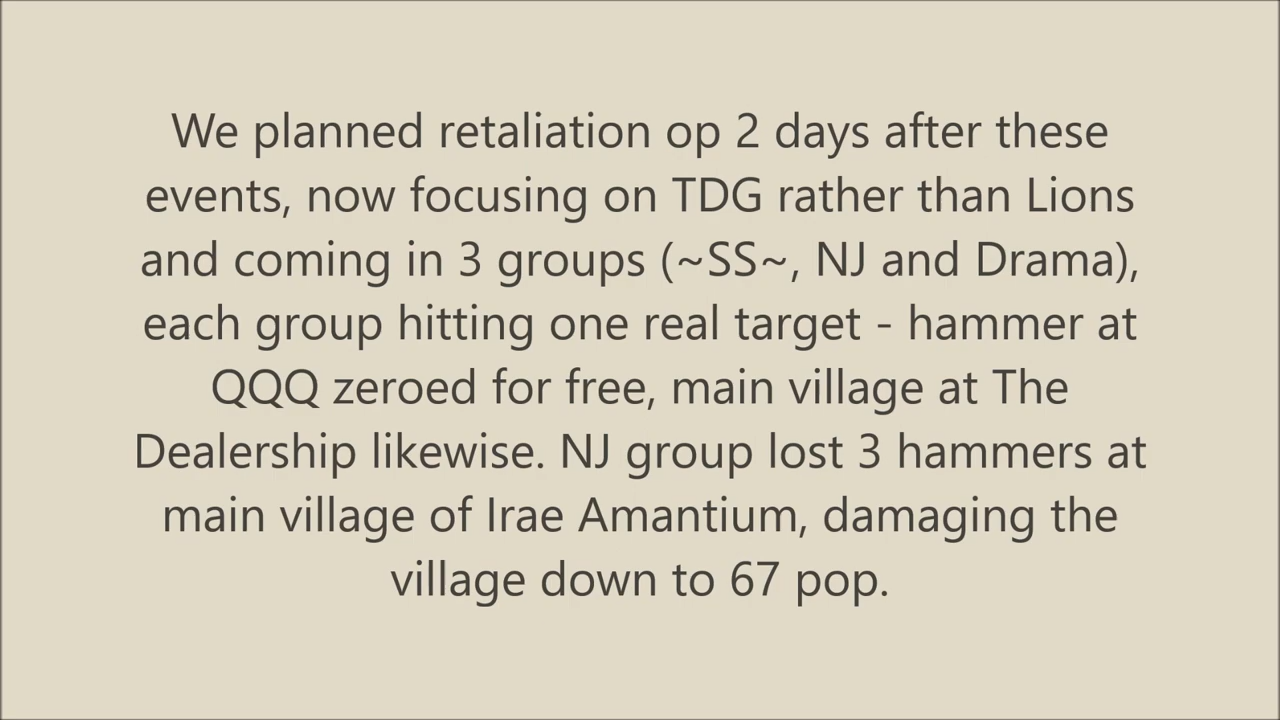 We planned retaliation op 2 days after these
events, now focusing on TDG rather than Lions
and coming in 3 groups (~SS~, NJ and Drama),
each group hitting one real target - hammer at
QQQ zeroed for free, main village at The
Dealership likewise. NJ group lost 3 hammers at
main village of Irae Amantium, damaging the
village down to 67 pop.